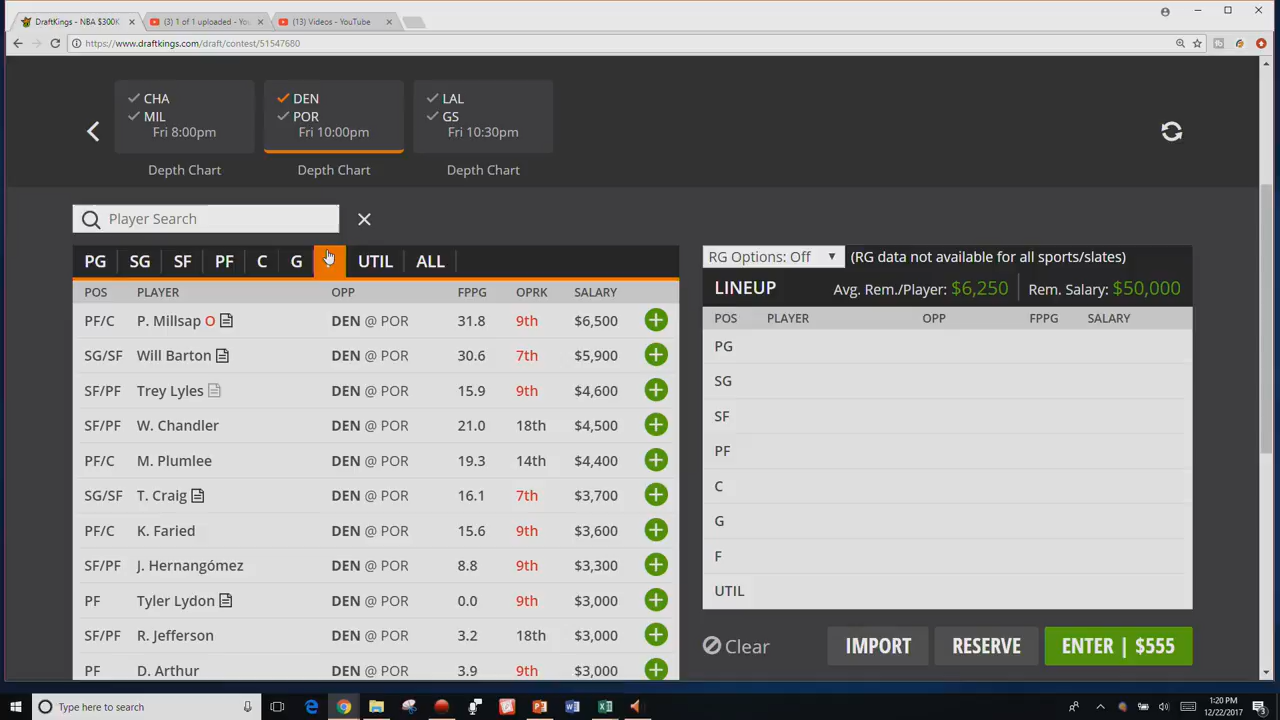 DraftKings - NBA $300K
(3) 1 of 1 uploaded - You
(13) Videos - YouTube
https://www.draftkings.com/draft/contest/51547680
CHA
MIL
Fri 8:00pm
DEN
POR
Fri 10:00pm
LAL
GS
Fri 10:30pm
Depth Chart
Depth Chart
Depth Chart
Player Search
PG SG SF PF C G UTIL ALL
POS PLAYER OPP FPPG OPRK SALARY
PF/C P. Millsap O DEN @ POR 31.8 9th $6,500
SG/SF Will Barton DEN @ POR 30.6 7th $5,900
SF/PF Trey Lyles DEN @ POR 15.9 9th $4,600
SF/PF W. Chandler DEN @ POR 21.0 18th $4,500
PF/C M. Plumlee DEN @ POR 19.3 14th $4,400
SG/SF T. Craig DEN @ POR 16.1 7th $3,700
PF/C K. Faried DEN @ POR 15.6 9th $3,600
SF/PF J. Hernangómez DEN @ POR 8.8 9th $3,300
PF Tyler Lydon DEN @ POR 0.0 9th $3,000
SF/PF R. Jefferson DEN @ POR 3.2 18th $3,000
PF D. Arthur DEN @ POR 3.9 9th $3,000
RG Options: Off (RG data not available for all sports/slates)
LINEUP Avg. Rem./Player: $6,250 Rem. Salary: $50,000
POS PLAYER OPP FPPG SALARY
PG
SG
SF
PF
C
G
F
UTIL
Clear IMPORT RESERVE ENTER | $555
Type here to search
1:20 PM
12/22/2017